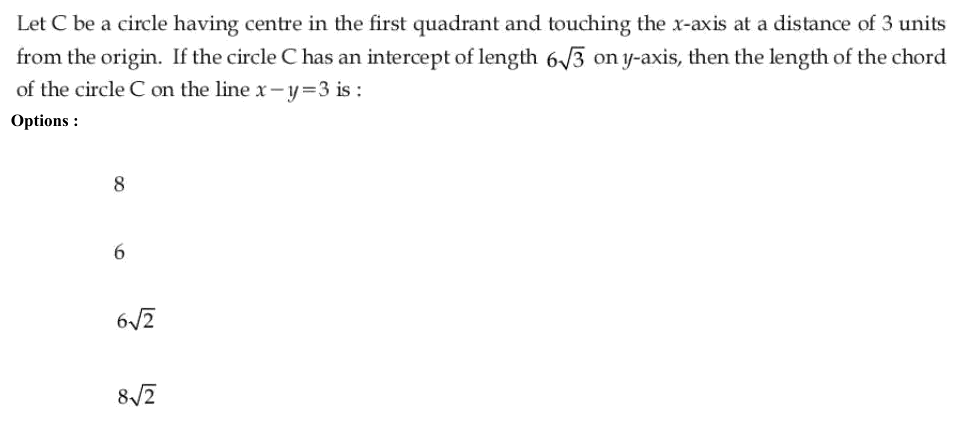 Let C be a circle having centre in the first quadrant and touching the x-axis at a distance of 3 units
from the origin. If the circle C has an intercept of length 6√3 on y-axis, then the length of the chord
of the circle C on the line x−y=3 is :
Options :
8
6
6√2
8√2